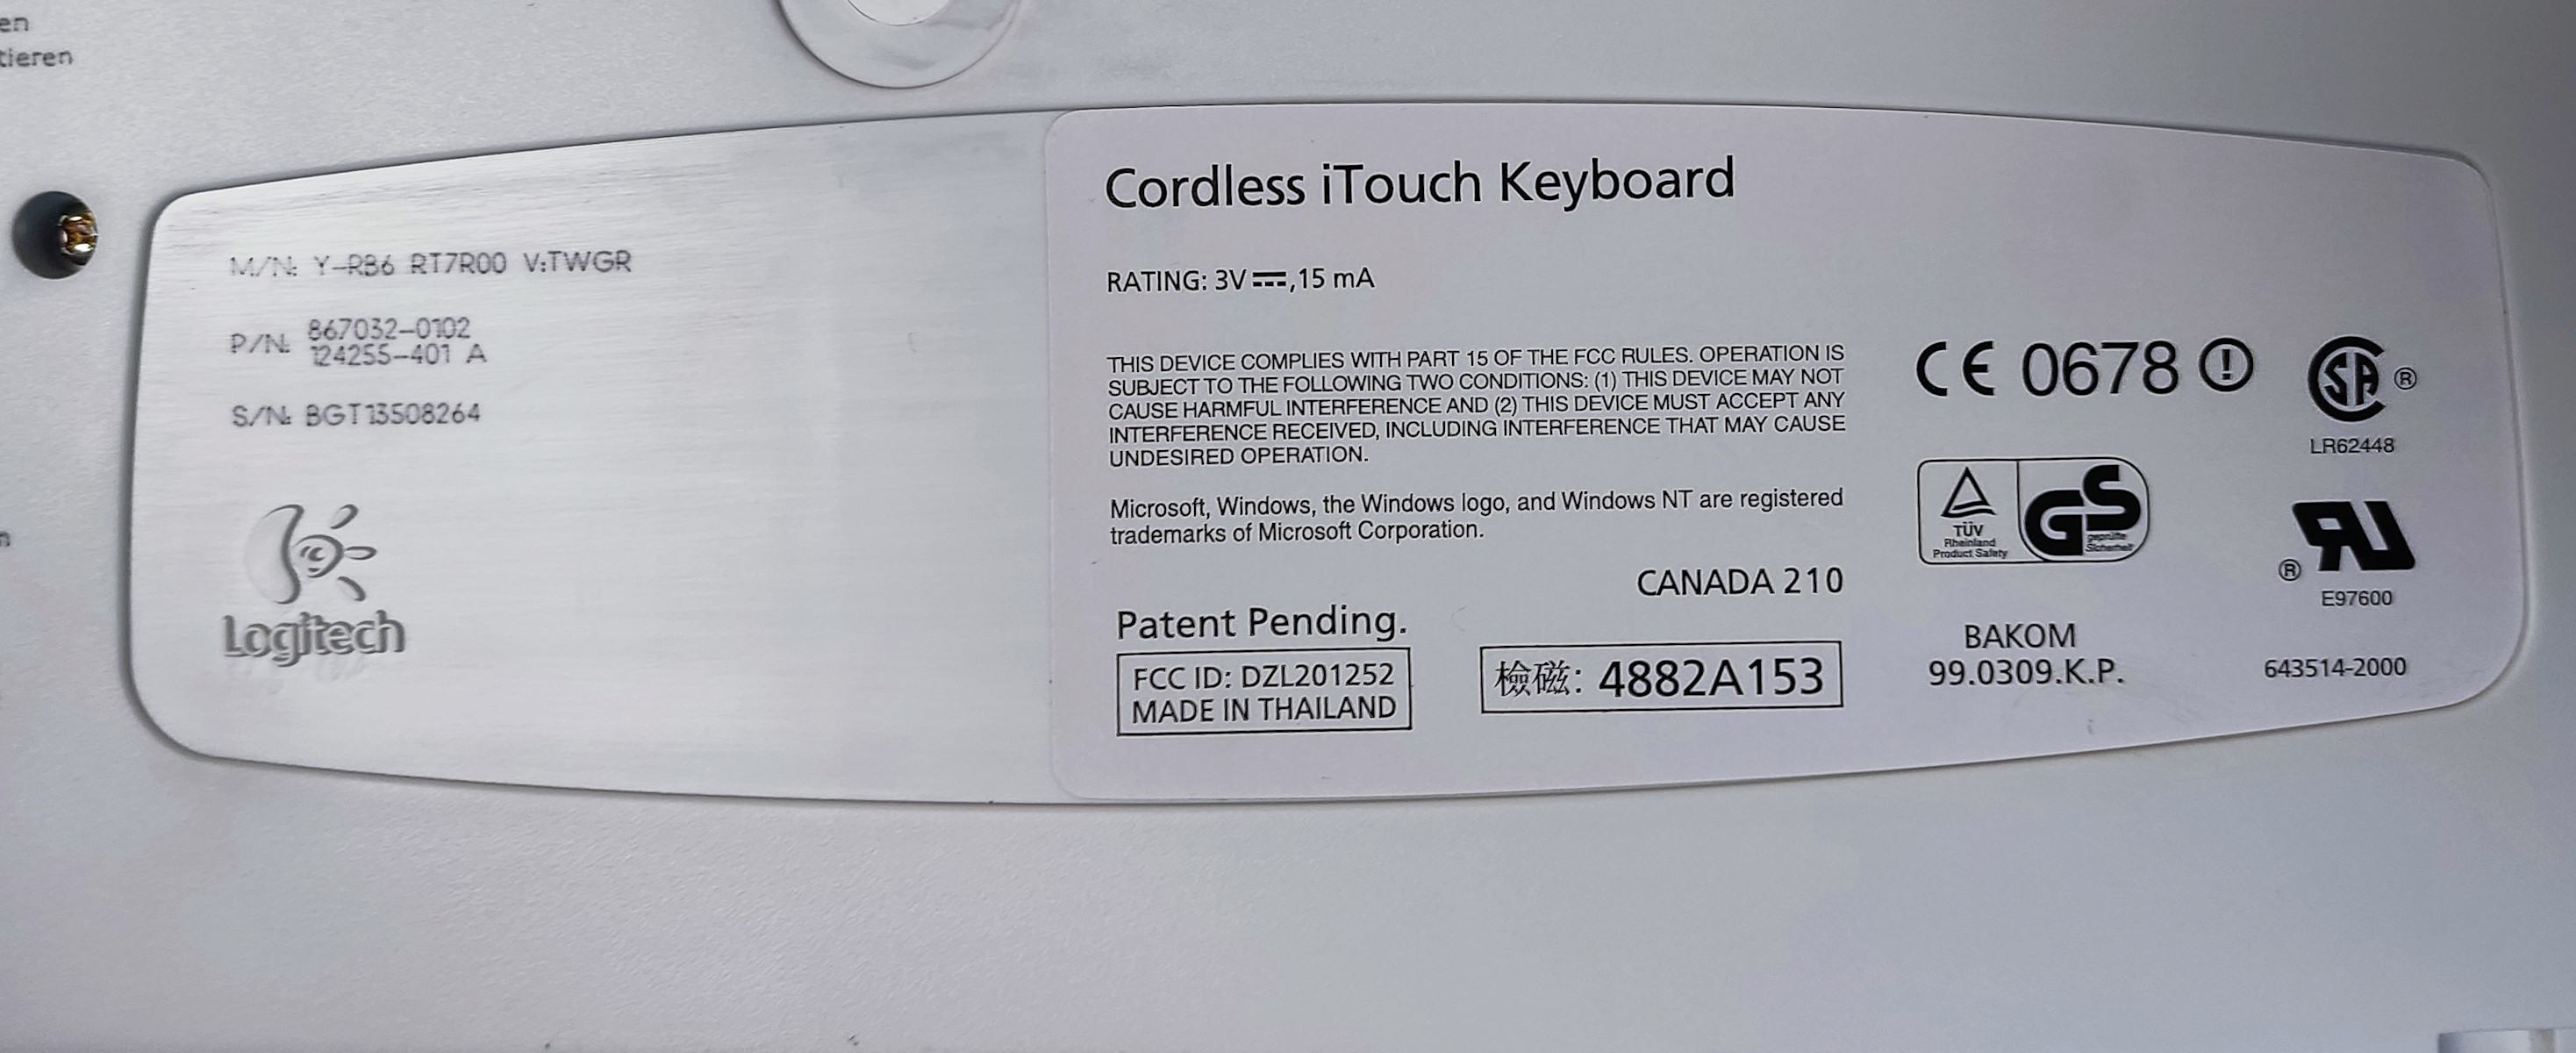 en
tieren
M/N: Y-RB6 RT7R00 V:TWGR
P/N: 867032-0102
124255-401 A
S/N: BGT13508264
Logitech
Cordless iTouch Keyboard
RATING: 3V⎓,15 mA
THIS DEVICE COMPLIES WITH PART 15 OF THE FCC RULES. OPERATION IS
SUBJECT TO THE FOLLOWING TWO CONDITIONS: (1) THIS DEVICE MAY NOT
CAUSE HARMFUL INTERFERENCE AND (2) THIS DEVICE MUST ACCEPT ANY
INTERFERENCE RECEIVED, INCLUDING INTERFERENCE THAT MAY CAUSE
UNDESIRED OPERATION.
Microsoft, Windows, the Windows logo, and Windows NT are registered
trademarks of Microsoft Corporation.
CANADA 210
Patent Pending.
FCC ID: DZL201252
MADE IN THAILAND
檢磁: 4882A153
CE 0678
SA ®
LR62448
TÜV
Rheinland
Product Safety
GS
geprüfte
Sicherheit
RU ®
E97600
BAKOM
99.0309.K.P.
643514-2000